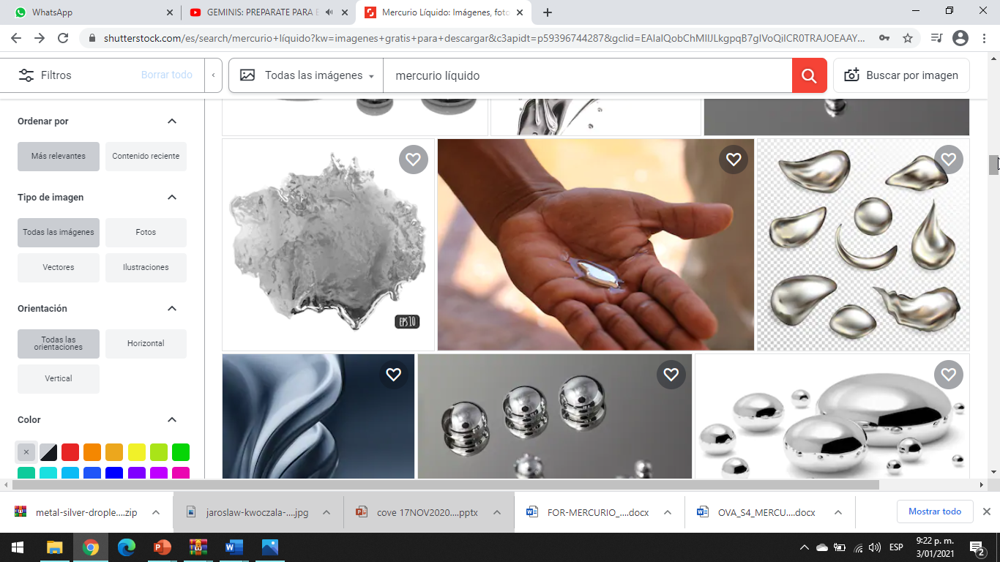 WhatsApp
GEMINIS: PREPARATE PARA E
Mercurio Líquido: Imágenes, foto
shutterstock.com/es/search/mercurio+líquido?kw=imagenes+gratis+para+descargar&c3apidt=p59396744287&gclid=EAIaIQobChMIlJLkgpqB7gIVoQiICR0TRAJOEAAY...
Filtros
Borrar todo
Todas las imágenes
mercurio líquido
Buscar por imagen
Ordenar por
Más relevantes
Contenido reciente
Tipo de imagen
Todas las imágenes
Fotos
Vectores
Ilustraciones
Orientación
Todas las
orientaciones
Horizontal
Vertical
Color
EPS 10
metal-silver-drople....zip
jaroslaw-kwoczala-....jpg
cove 17NOV2020....pptx
FOR-MERCURIO_....docx
OVA_S4_MERCU....docx
Mostrar todo
ESP
9:22 p. m.
3/01/2021
2